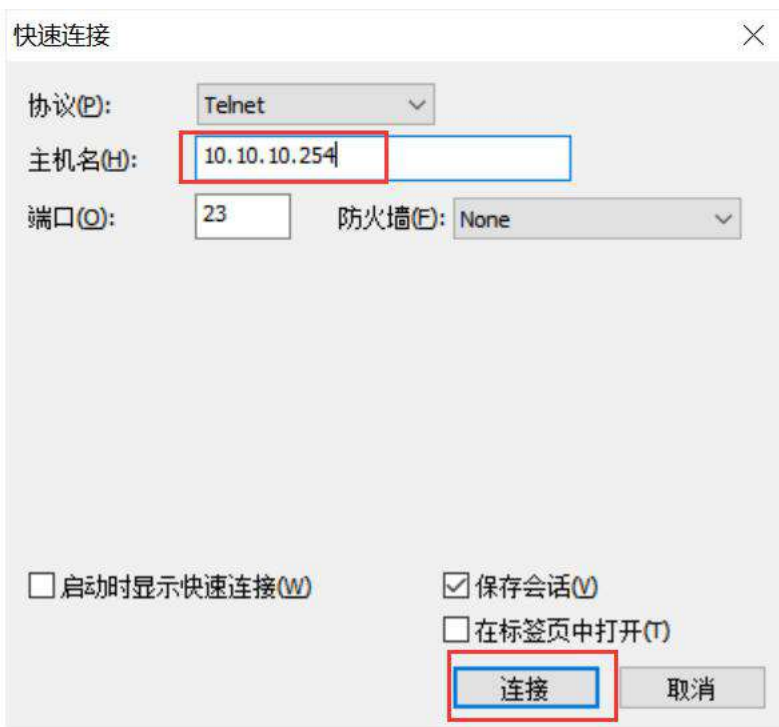 快速连接
协议(P): Telnet
主机名(H): 10.10.10.254
端口(O): 23 防火墙(F): None
启动时显示快速连接(W) 保存会话(V)
在标签页中打开(T)
连接 取消